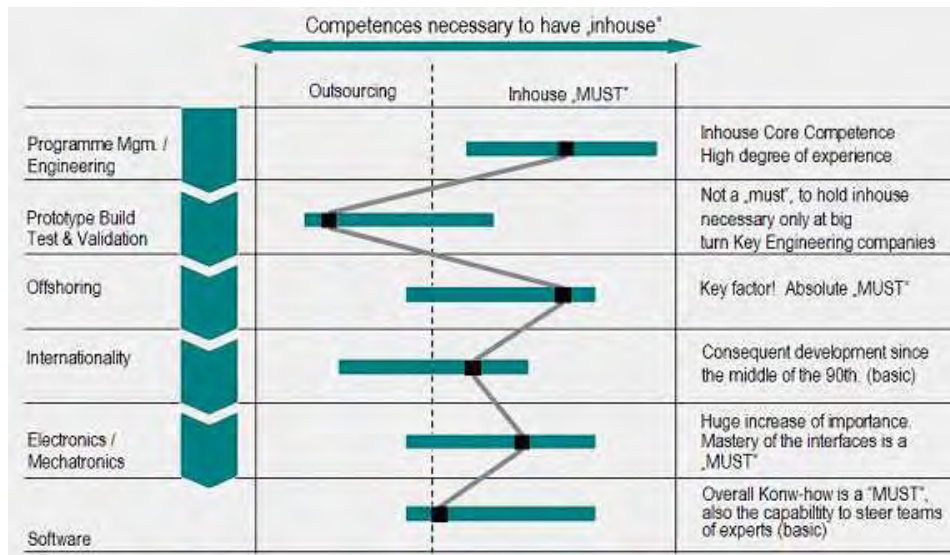 Competences necessary to have „inhouse“
Outsourcing
Inhouse „MUST“
Programme Mgm. /
Engineering
Inhouse Core Competence
High degree of experience
Prototype Build
Test & Validation
Not a „must“, to hold inhouse
necessary only at big
turn Key Engineering companies
Offshoring
Key factor! Absolute „MUST“
Internationality
Consequent development since
the middle of the 90th. (basic)
Electronics /
Mechatronics
Huge increase of importance.
Mastery of the interfaces is a
„MUST“
Software
Overall Konw-how is a “MUST”,
also the capability to steer teams
of experts (basic)